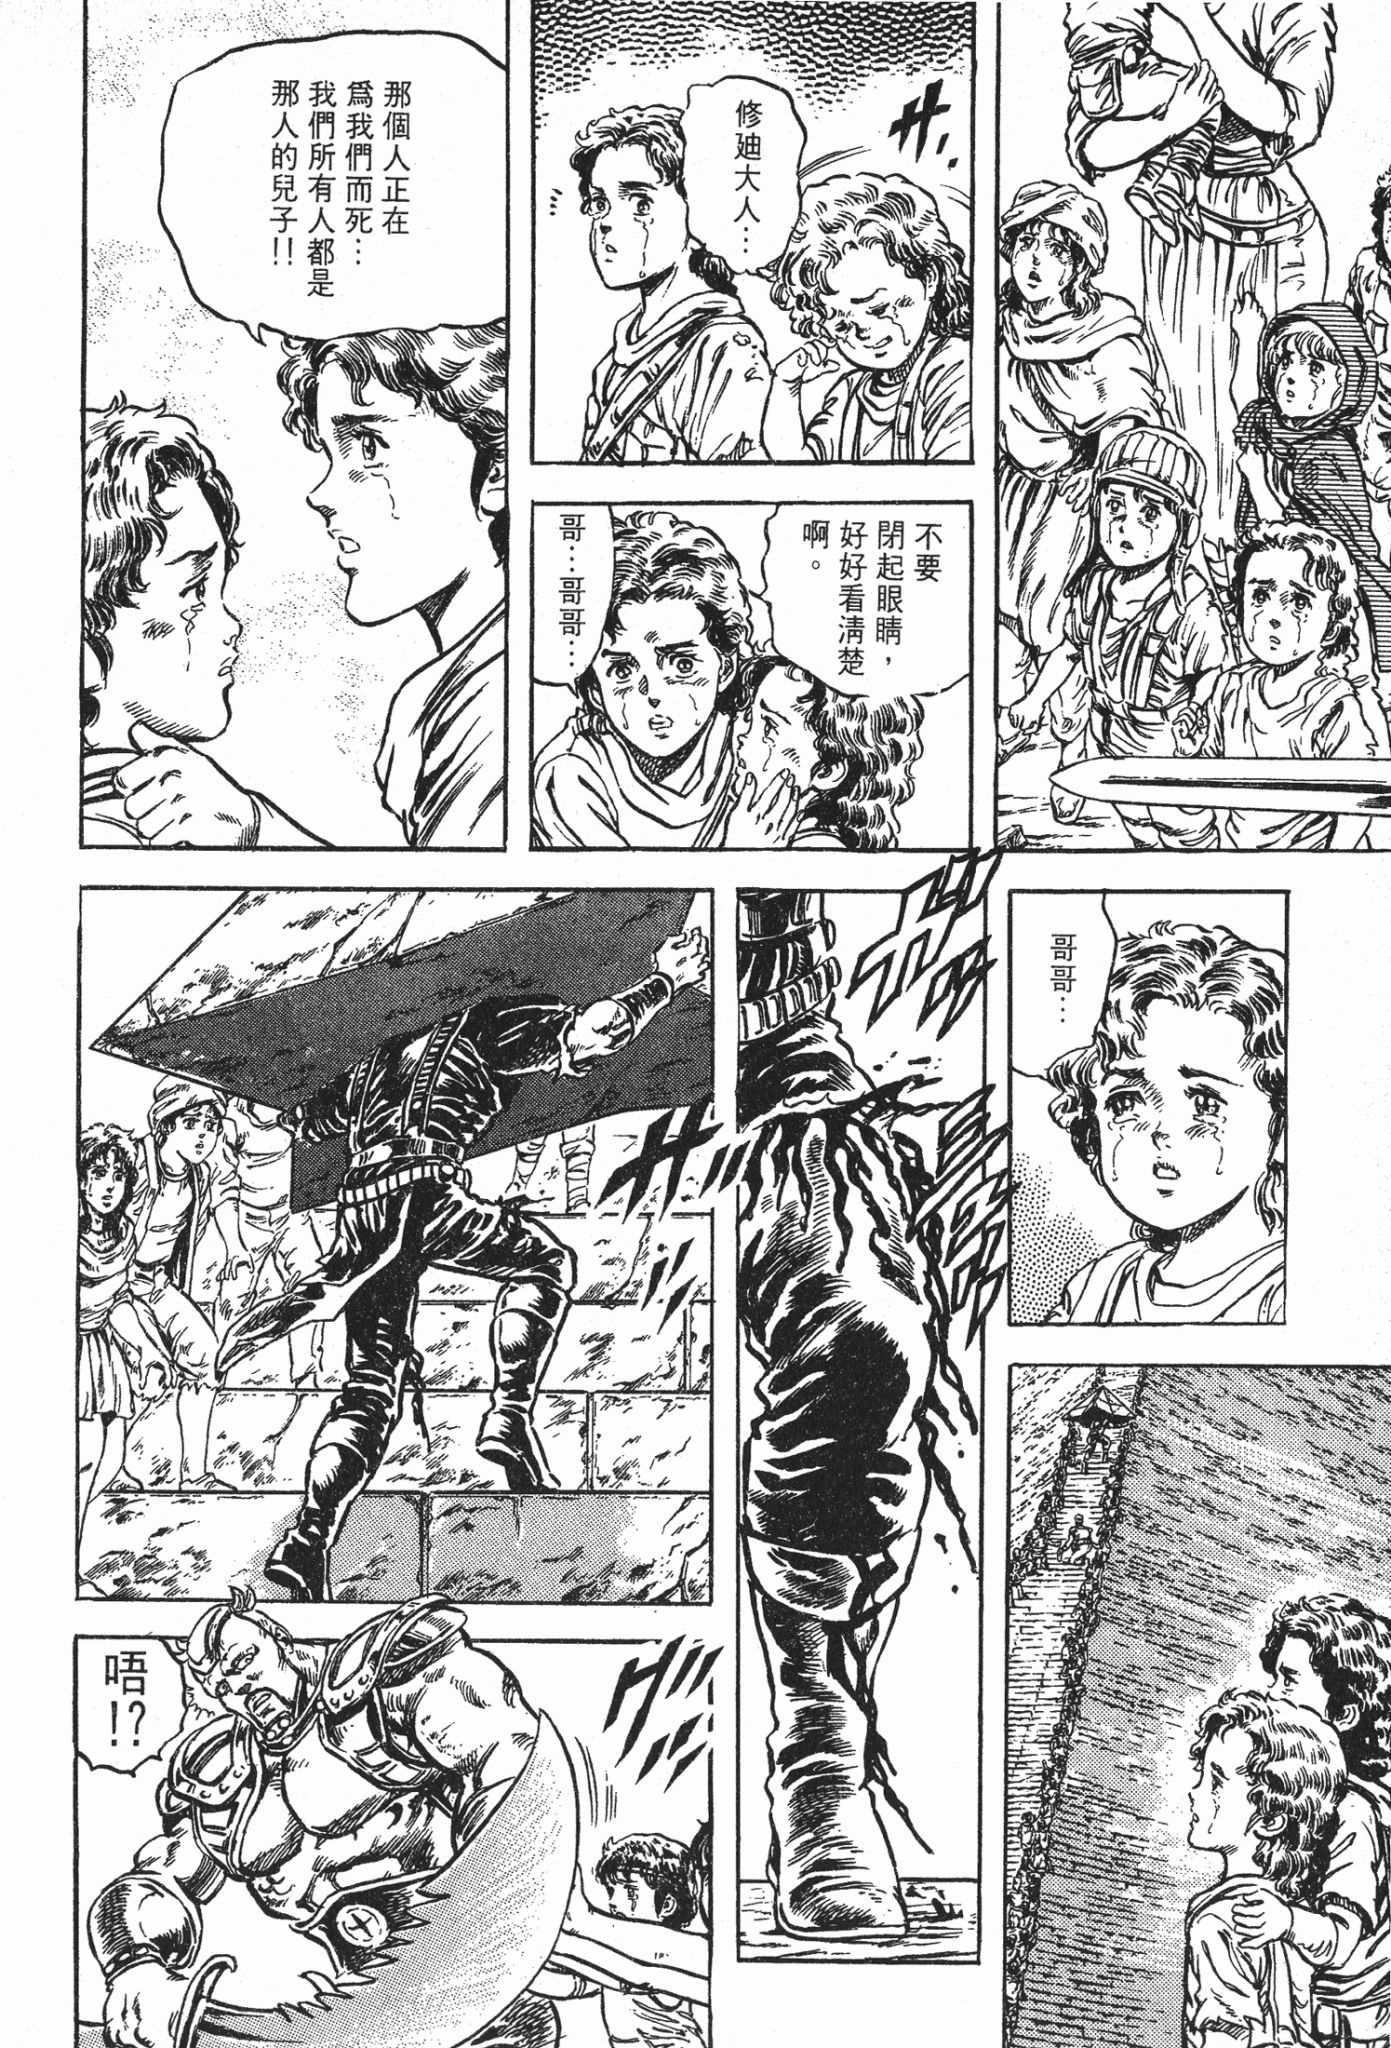 修廸大人…
不要
閉起眼睛，
好好看清楚
啊。
哥…哥哥…
那個人正在
爲我們而死…
我們所有人都是
那人的兒子!!
哥哥…
唔!?